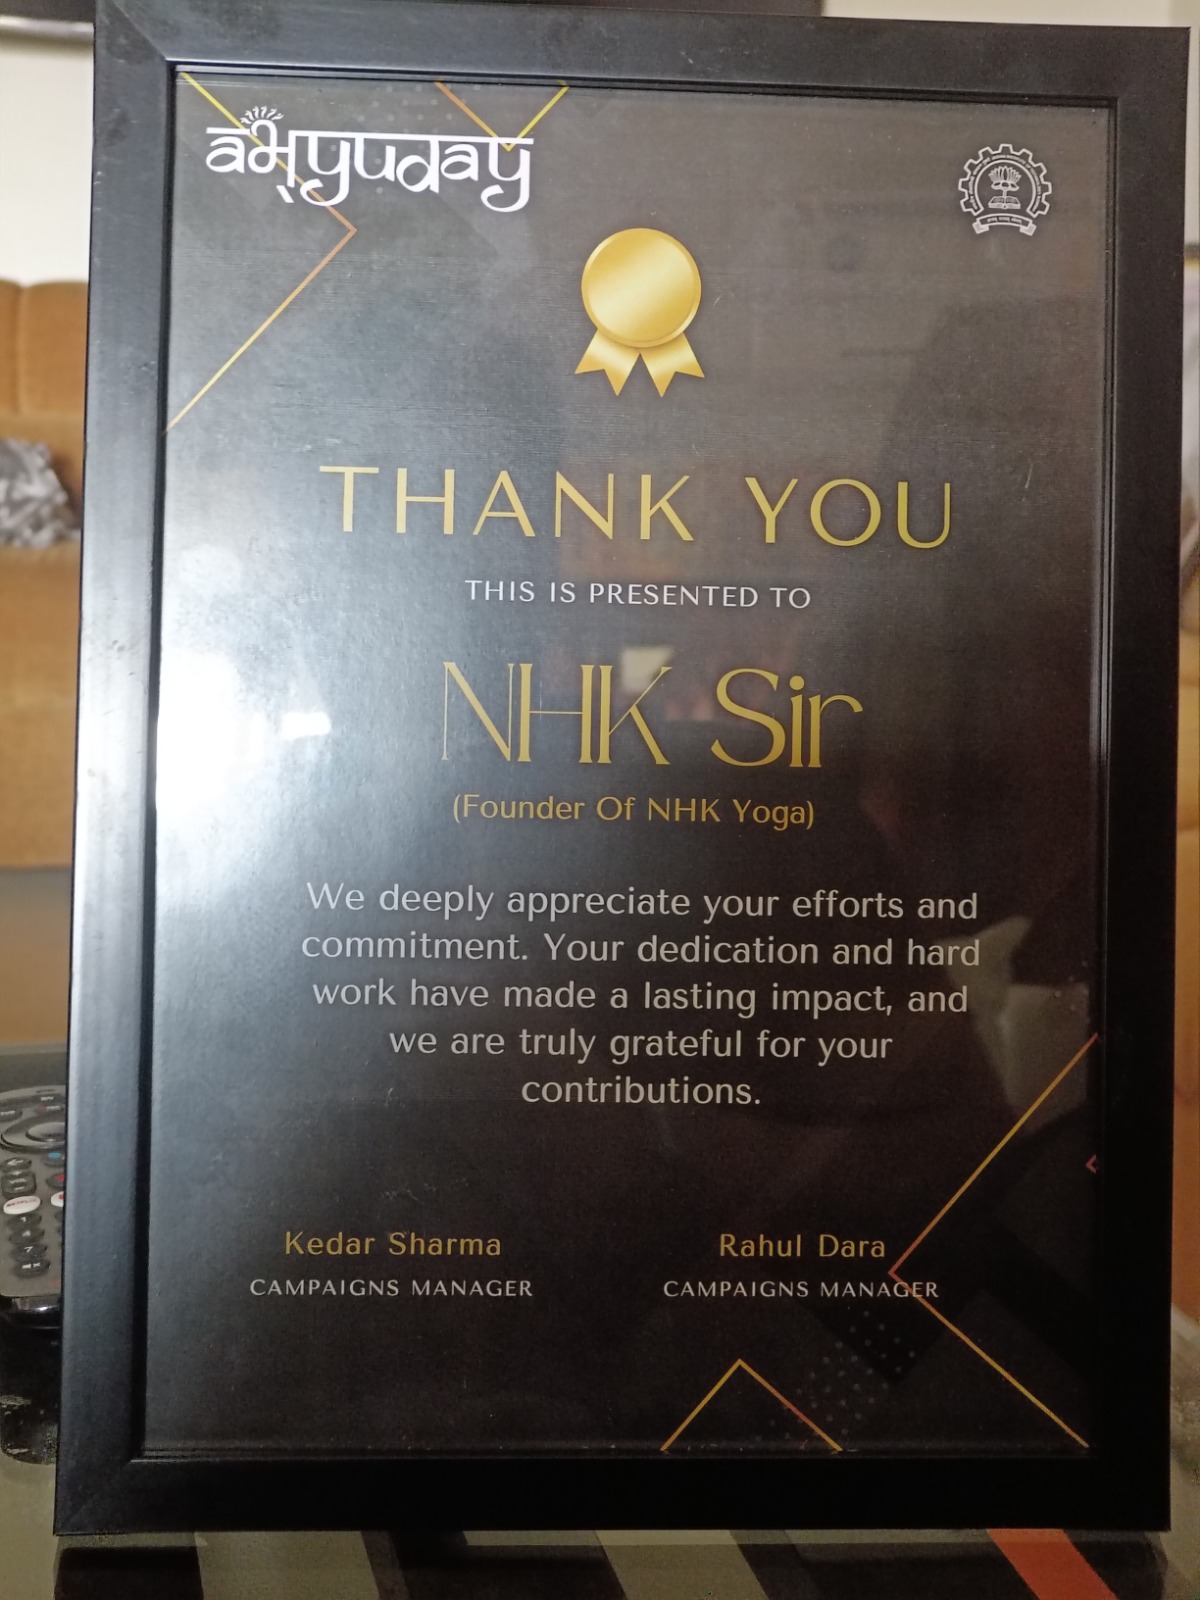 aभ्yuday
THANK YOU
THIS IS PRESENTED TO
NHK Sir
(Founder Of NHK Yoga)
We deeply appreciate your efforts and
commitment. Your dedication and hard
work have made a lasting impact, and
we are truly grateful for your
contributions.
Kedar Sharma
CAMPAIGNS MANAGER
Rahul Dara
CAMPAIGNS MANAGER